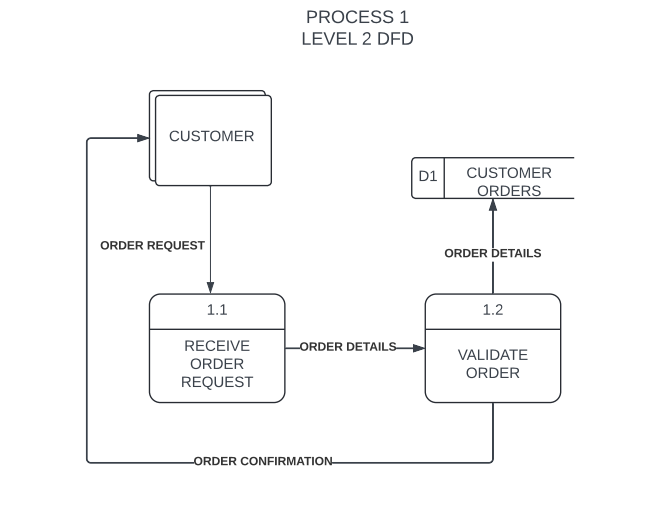 PROCESS 1
LEVEL 2 DFD
CUSTOMER
D1
CUSTOMER
ORDERS
ORDER REQUEST
ORDER DETAILS
1.1
RECEIVE
ORDER
REQUEST
ORDER DETAILS
1.2
VALIDATE
ORDER
ORDER CONFIRMATION